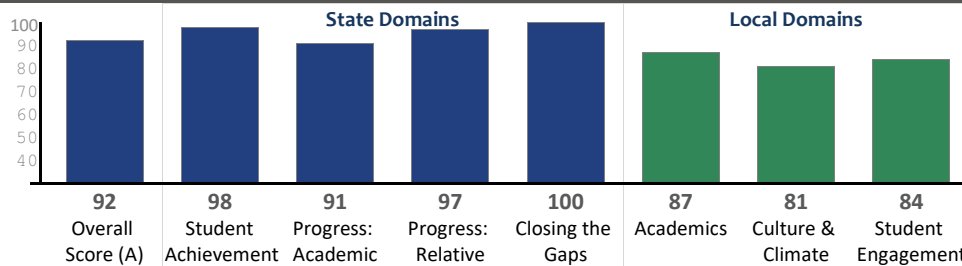 State Domains
Local Domains
100
90
80
70
60
50
40
92
98
91
97
100
87
81
84
Overall
Score (A)
Student
Achievement
Progress:
Academic
Progress:
Relative
Closing the
Gaps
Academics
Culture &
Climate
Student
Engagement